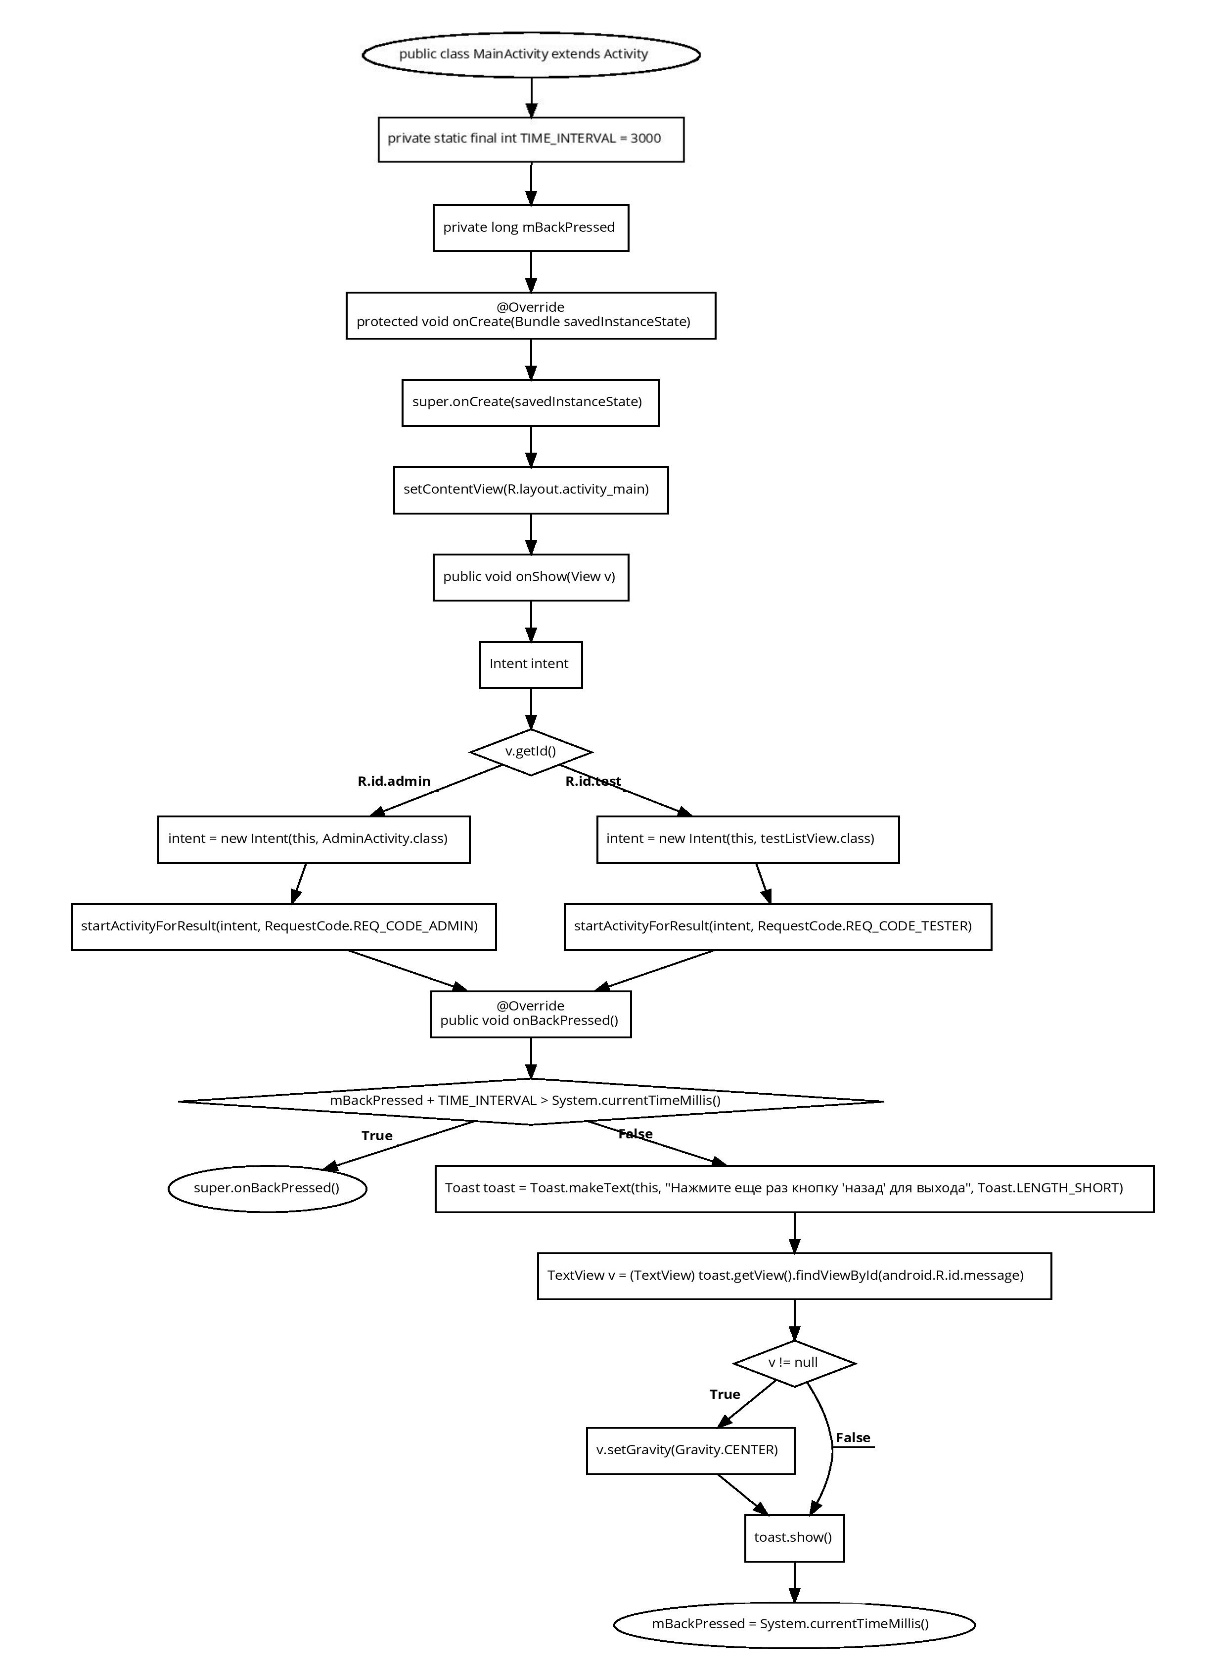 public class MainActivity extends Activity
private static final int TIME_INTERVAL = 3000
private long mBackPressed
@Override
protected void onCreate(Bundle savedInstanceState)
super.onCreate(savedInstanceState)
setContentView(R.layout.activity_main)
public void onShow(View v)
Intent intent
v.getId()
R.id.admin
R.id.test
intent = new Intent(this, AdminActivity.class)
intent = new Intent(this, testListView.class)
startActivityForResult(intent, RequestCode.REQ_CODE_ADMIN)
startActivityForResult(intent, RequestCode.REQ_CODE_TESTER)
@Override
public void onBackPressed()
mBackPressed + TIME_INTERVAL > System.currentTimeMillis()
True
False
super.onBackPressed()
Toast toast = Toast.makeText(this, "Нажмите еще раз кнопку 'назад' для выхода", Toast.LENGTH_SHORT)
TextView v = (TextView) toast.getView().findViewById(android.R.id.message)
v != null
True
False
v.setGravity(Gravity.CENTER)
toast.show()
mBackPressed = System.currentTimeMillis()